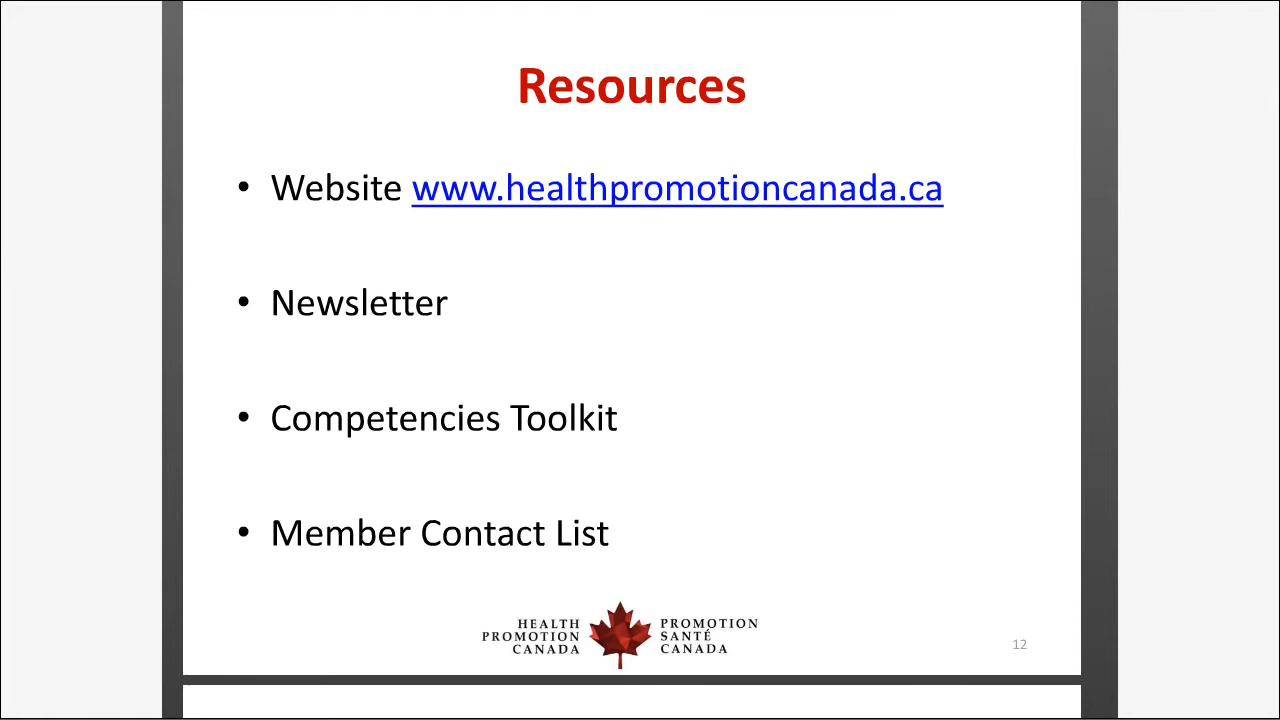 Resources
• Website www.healthpromotioncanada.ca
• Newsletter
• Competencies Toolkit
• Member Contact List
HEALTH
PROMOTION
CANADA
PROMOTION
SANTÉ
CANADA
12